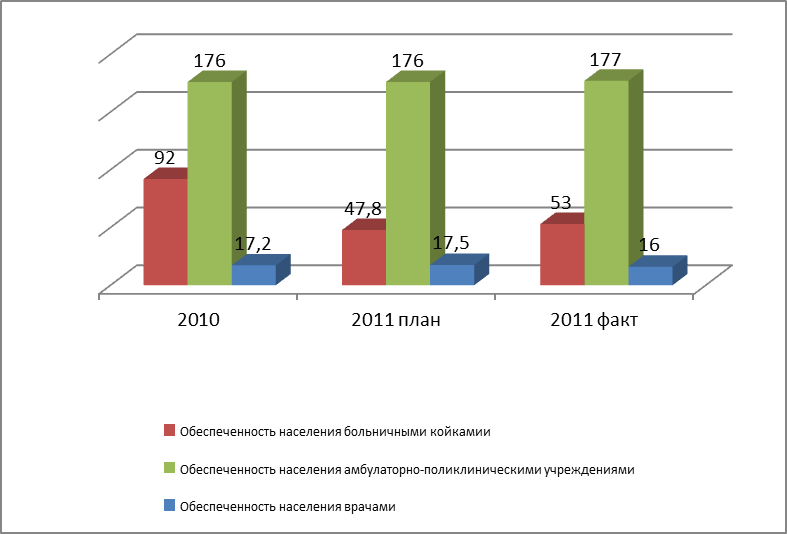 176 176 177
92 47,8 53
17,2 17,5 16
2010 2011 план 2011 факт
Обеспеченность населения больничными койкамии
Обеспеченность населения амбулаторно-поликлиническими учреждениями
Обеспеченность населения врачами